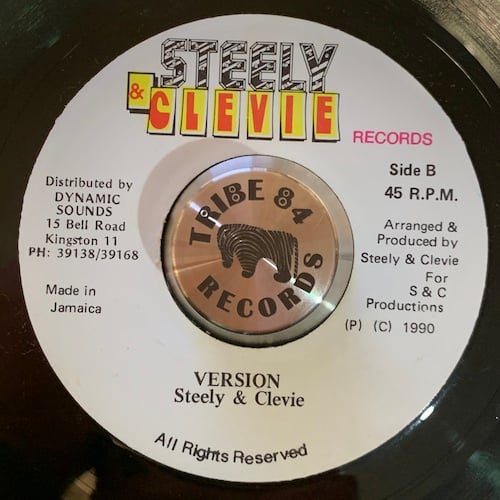 STEELY
& CLEVIE
RECORDS
Side B
45 R.P.M.
Distributed by
DYNAMIC
SOUNDS
15 Bell Road
Kingston 11
PH: 39138/39168
Made in
Jamaica
TRIBE 84
RECORDS
Arranged &
Produced by
Steely & Clevie
For
S & C
Productions
(P) (C) 1990
VERSION
Steely & Clevie
All Rights Reserved